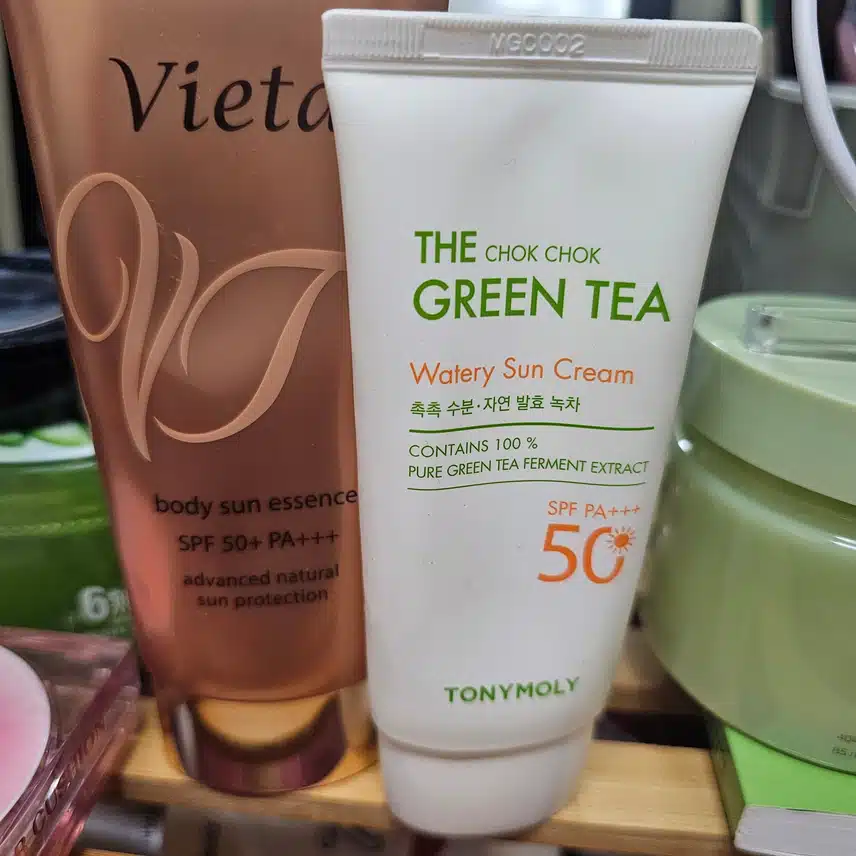 Vieta
body sun essence
SPF 50+ PA+++
advanced natural
sun protection
MGC002
THE CHOK CHOK
GREEN TEA
Watery Sun Cream
촉촉 수분·자연 발효 녹차
CONTAINS 100 %
PURE GREEN TEA FERMENT EXTRACT
SPF PA+++
50
TONYMOLY